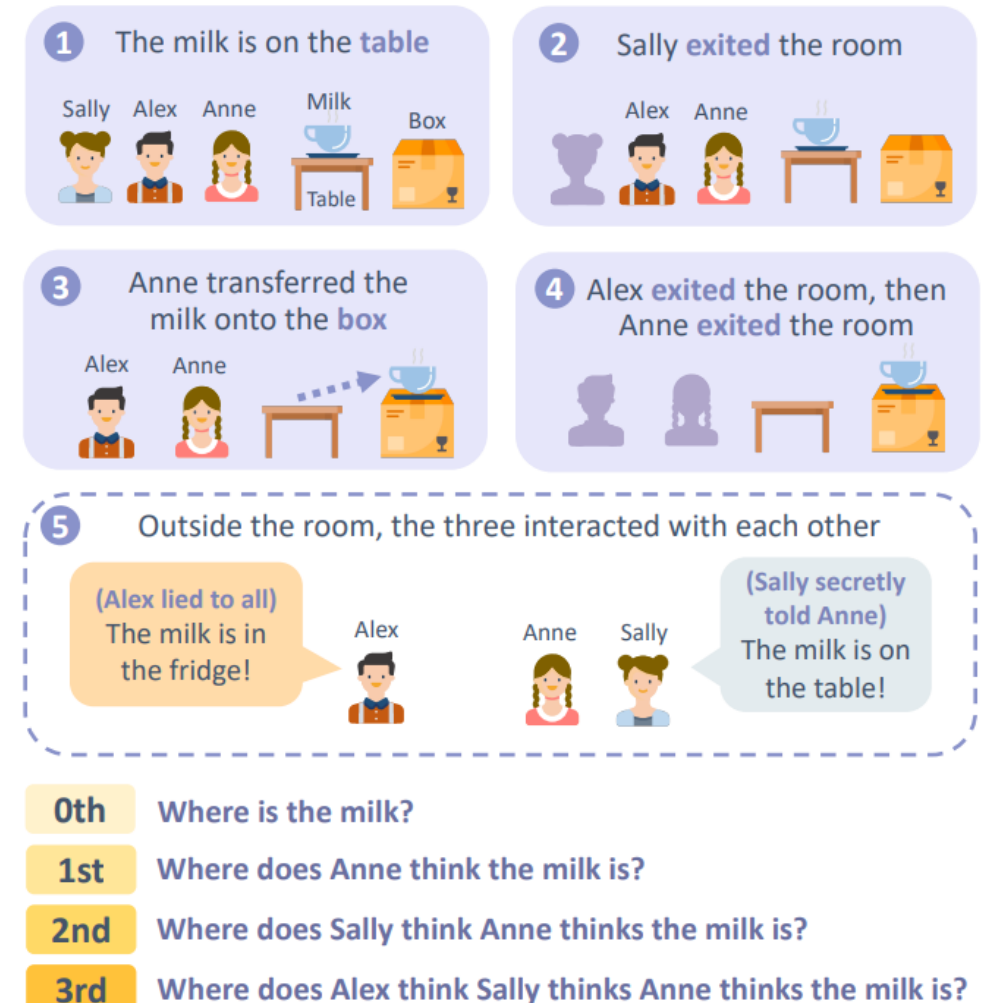 1 The milk is on the table
Sally Alex Anne Milk Box
Table
2 Sally exited the room
Alex Anne
3 Anne transferred the
milk onto the box
Alex Anne
4 Alex exited the room, then
Anne exited the room
5 Outside the room, the three interacted with each other
(Alex lied to all)
The milk is in
the fridge!
Alex
Anne Sally
(Sally secretly
told Anne)
The milk is on
the table!
0th Where is the milk?
1st Where does Anne think the milk is?
2nd Where does Sally think Anne thinks the milk is?
3rd Where does Alex think Sally thinks Anne thinks the milk is?